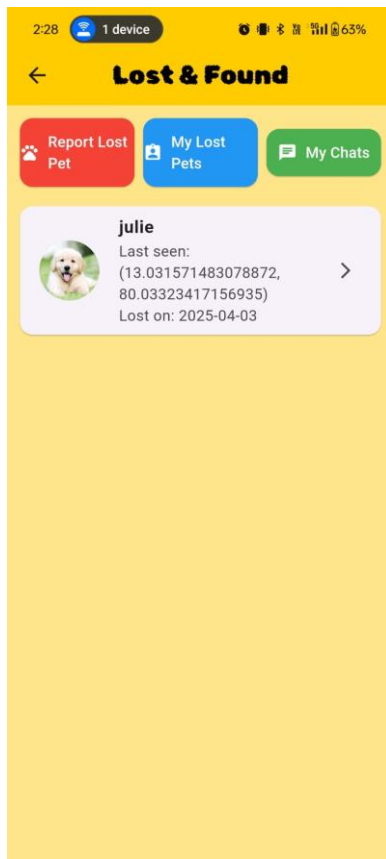 2:28 1 device 63%
Lost & Found
Report Lost
Pet
My Lost
Pets
My Chats
julie
Last seen:
(13.031571483078872,
80.03323417156935)
Lost on: 2025-04-03